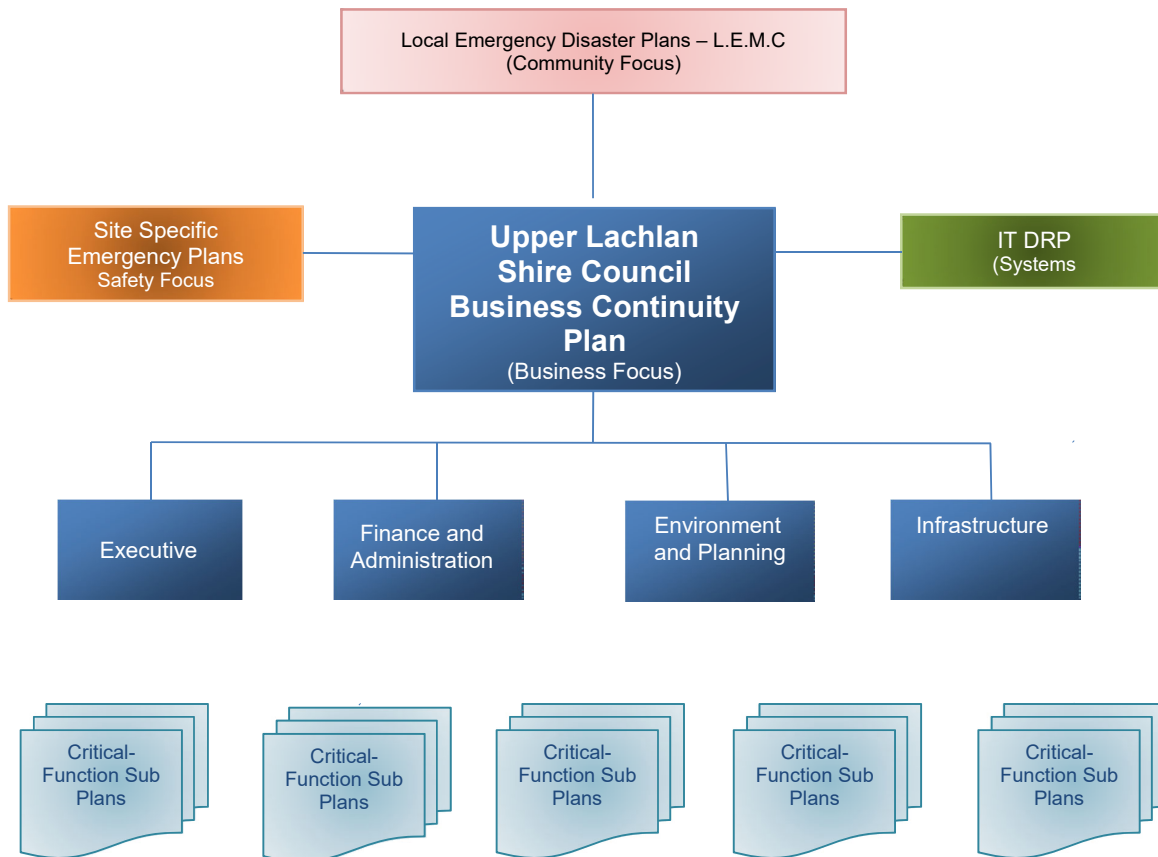 Local Emergency Disaster Plans – L.E.M.C
(Community Focus)
Site Specific
Emergency Plans
Safety Focus
Upper Lachlan
Shire Council
Business Continuity
Plan
(Business Focus)
IT DRP
(Systems
Executive
Finance and
Administration
Environment
and Planning
Infrastructure
Critical-
Function Sub
Plans
Critical-
Function Sub
Plans
Critical-
Function Sub
Plans
Critical-
Function Sub
Plans
Critical-
Function Sub
Plans